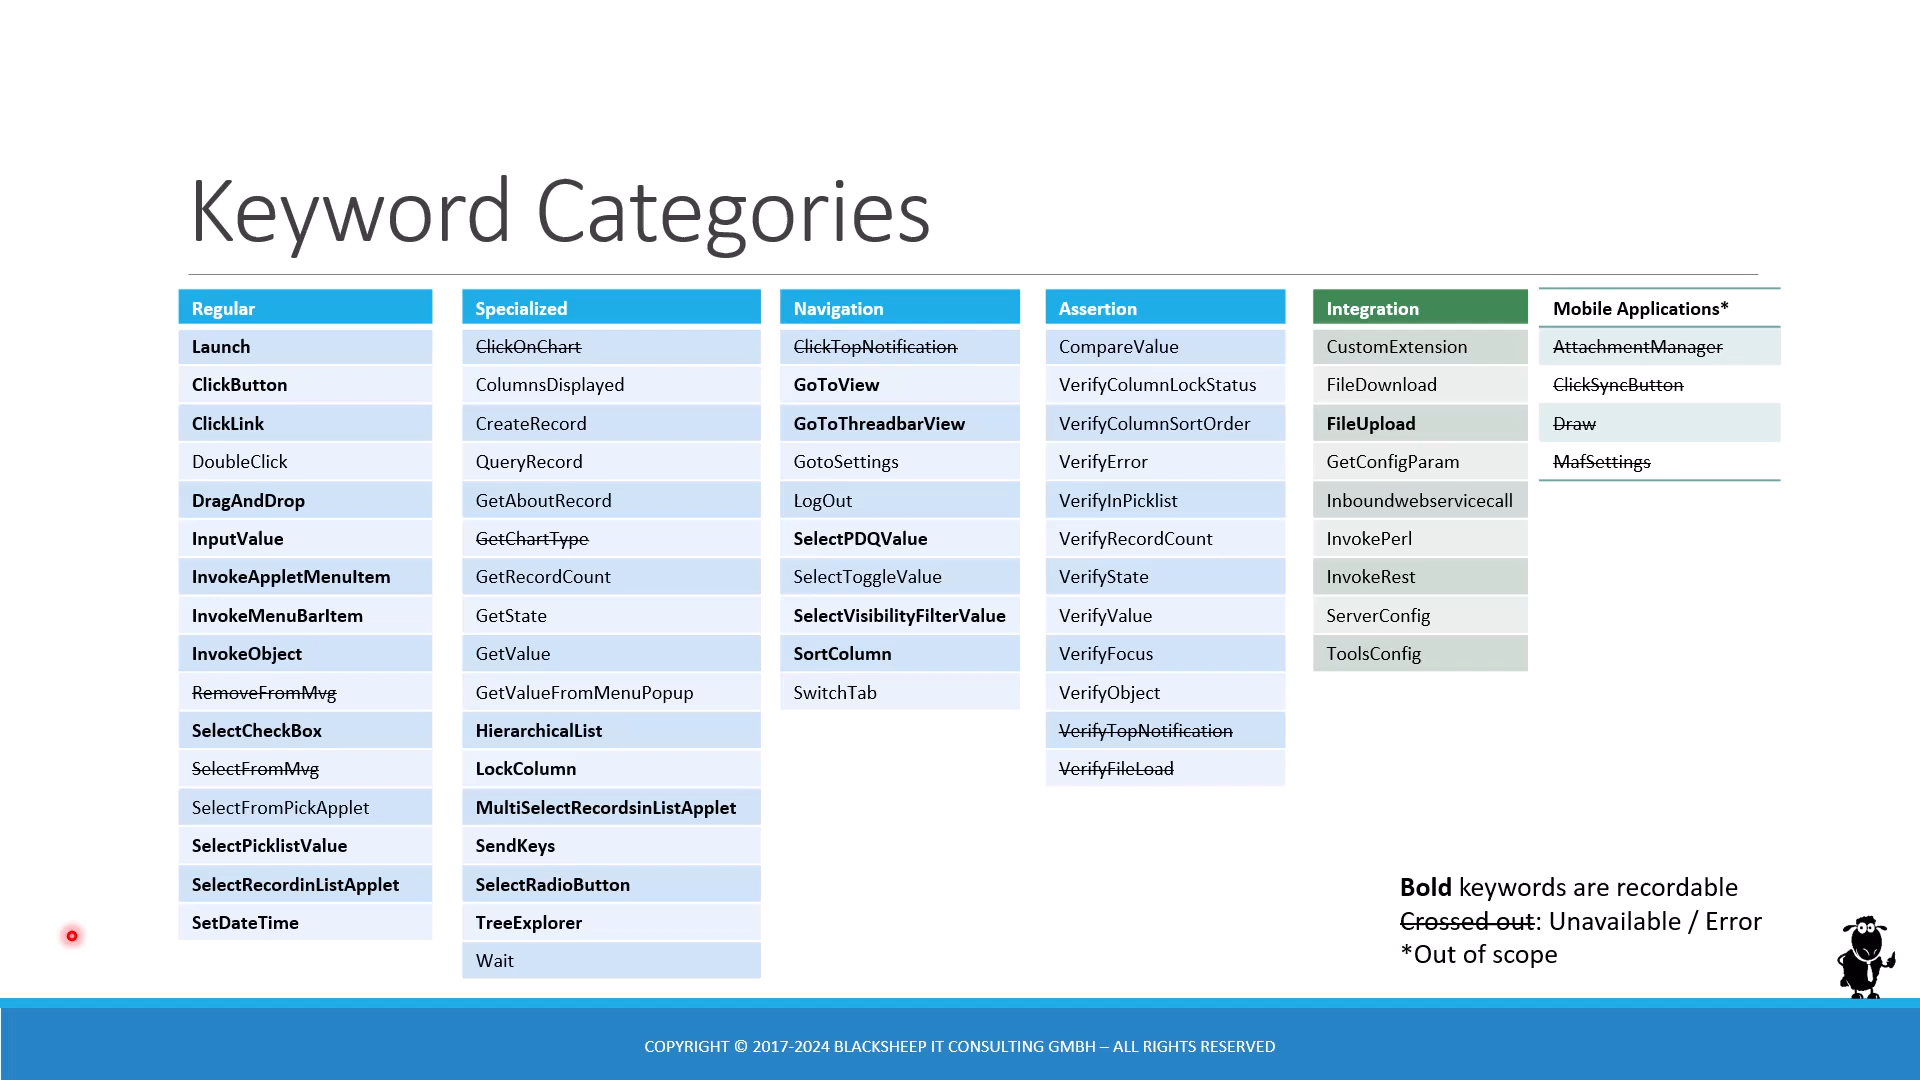 Keyword Categories
Regular
Launch
ClickButton
ClickLink
DoubleClick
DragAndDrop
InputValue
InvokeAppletMenuItem
InvokeMenuBarItem
InvokeObject
RemoveFromMvg
SelectCheckBox
SelectFromMvg
SelectFromPickApplet
SelectPicklistValue
SelectRecordinListApplet
SetDateTime
Specialized
ClickOnChart
ColumnsDisplayed
CreateRecord
QueryRecord
GetAboutRecord
GetChartType
GetRecordCount
GetState
GetValue
GetValueFromMenuPopup
HierarchicalList
LockColumn
MultiSelectRecordsinListApplet
SendKeys
SelectRadioButton
TreeExplorer
Wait
Navigation
ClickTopNotification
GoToView
GoToThreadbarView
GotoSettings
LogOut
SelectPDQValue
SelectToggleValue
SelectVisibilityFilterValue
SortColumn
SwitchTab
Assertion
CompareValue
VerifyColumnLockStatus
VerifyColumnSortOrder
VerifyError
VerifyInPicklist
VerifyRecordCount
VerifyState
VerifyValue
VerifyFocus
VerifyObject
VerifyTopNotification
VerifyFileLoad
Integration
CustomExtension
FileDownload
FileUpload
GetConfigParam
Inboundwebservicecall
InvokePerl
InvokeRest
ServerConfig
ToolsConfig
Mobile Applications*
AttachmentManager
ClickSyncButton
Draw
MafSettings
Bold keywords are recordable
Crossed out: Unavailable / Error
*Out of scope
COPYRIGHT © 2017-2024 BLACKSHEEP IT CONSULTING GMBH – ALL RIGHTS RESERVED